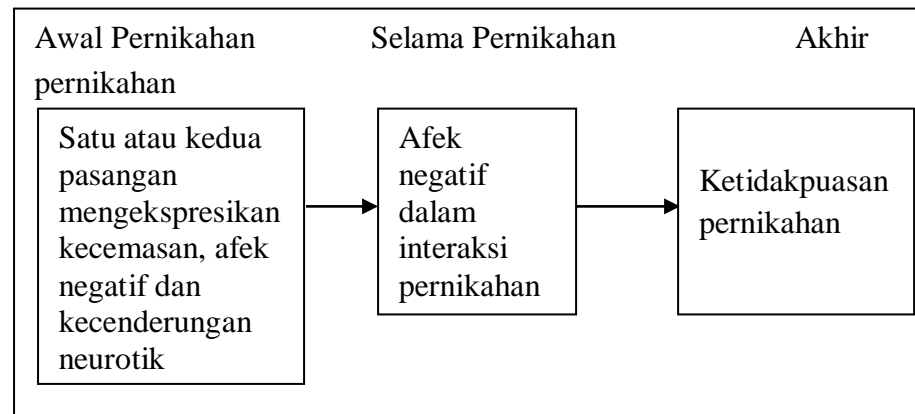 Awal Pernikahan Selama Pernikahan Akhir
pernikahan
Satu atau kedua
pasangan
mengekspresikan
kecemasan, afek
negatif dan
kecenderungan
neurotik
Afek
negatif
dalam
interaksi
pernikahan
Ketidakpuasan
pernikahan